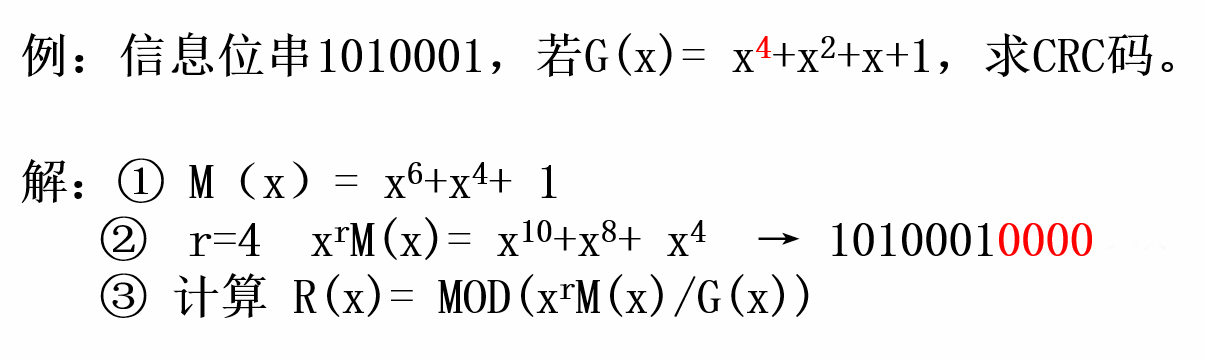 例：信息位串1010001，若G(x)= x⁴+x²+x+1，求CRC码。
解：① M（x）= x⁶+x⁴+ 1
② r=4 xʳM(x)= x¹⁰+x⁸+ x⁴ → 10100010000
③ 计算 R(x)= MOD(xʳM(x)/G(x))